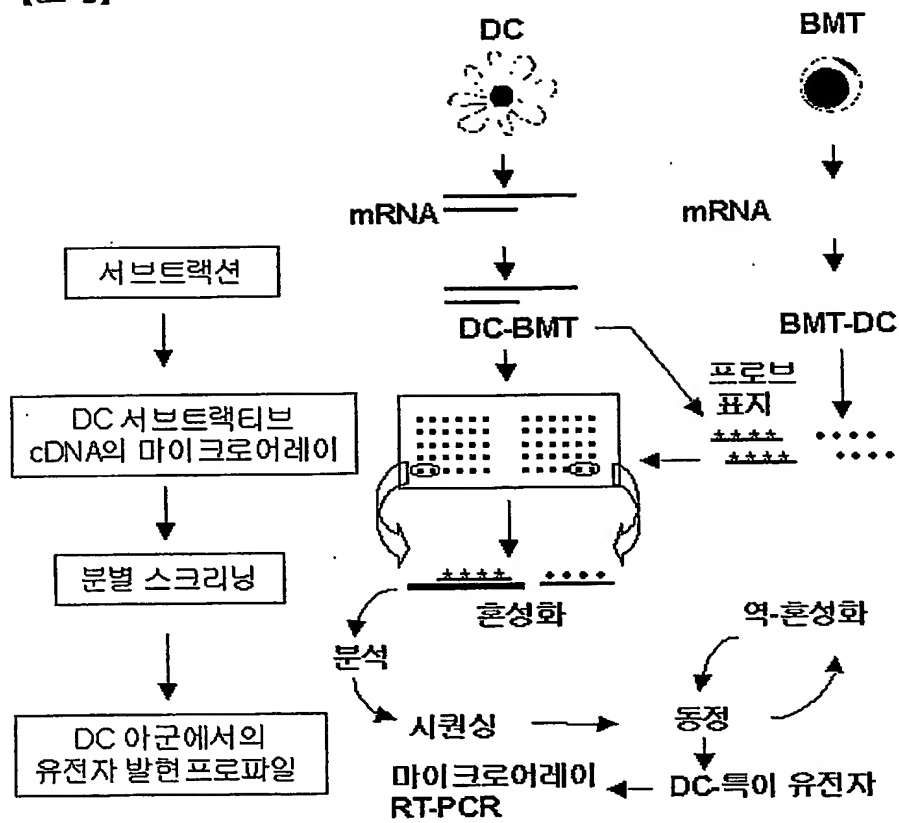 DC
BMT
mRNA
mRNA
서브트랙션
DC-BMT
BMT-DC
프로브
표지
DC 서브트랙티브
cDNA의 마이크로어레이
분별 스크리닝
혼성화
역-혼성화
분석
시퀀싱
동정
DC 아군에서의
유전자 발현 프로파일
마이크로어레이
RT-PCR
DC-특이 유전자